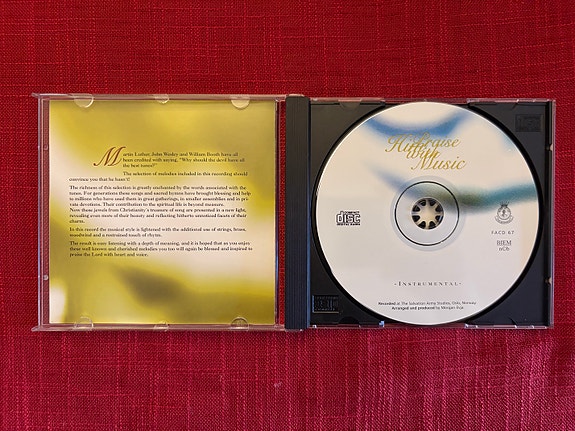 Martin Luther, John Wesley and William Booth have all
been credited with saying, "Why should the devil have all
the best tunes?"
The selection of melodies included in this recording should
convince you that he hasn't!
The richness of this selection is greatly enchanted by the words associated with the
tunes. For generations these songs and sacred hymns have brought blessing and help
to millions who have used them in great gatherings, in smaller assemblies and in pri-
vate devotions. Their contribution to the spiritual life is beyond measure.
Now these jewels from Christianity's treasury of song are presented in a new light,
revealing even more of their beauty and reflecting hitherto unnoticed facets of their
charm.
In this record the musical style is lightened with the additional use of strings, brass,
woodwind and a restrained touch of rhythm.
The result is easy listening with a depth of meaning, and it is hoped that as you enjoy
these well known and cherished melodies you too will again be blessed and inspired to
praise the Lord with heart and voice.
Praise
Him
With
Music
COMPACT
DISC
DIGITAL AUDIO
FACD 67
BIEM
nCb
-INSTRUMENTAL-
Recorded at The Salvation Army Studios, Oslo, Norway.
Arranged and produced by